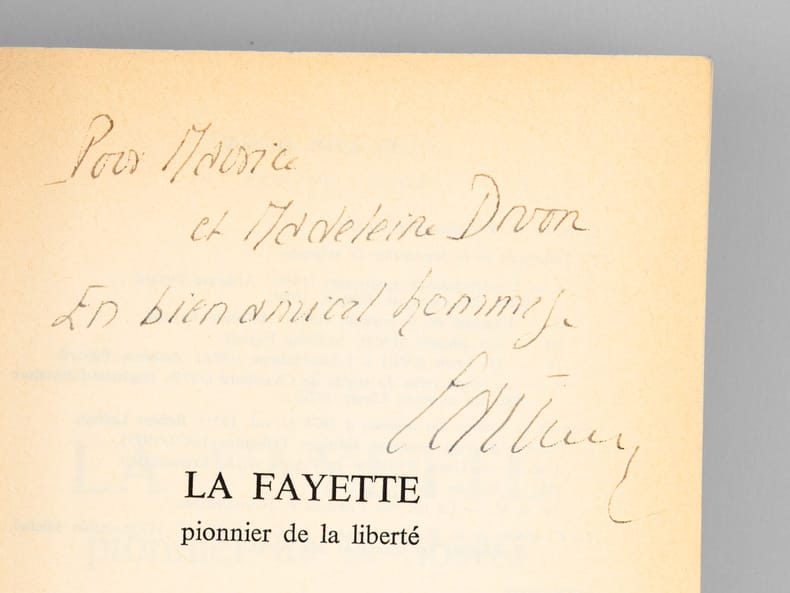 Pour Maurice
et Madeleine Druon
En bien amical hommage
LA FAYETTE
pionnier de la liberté